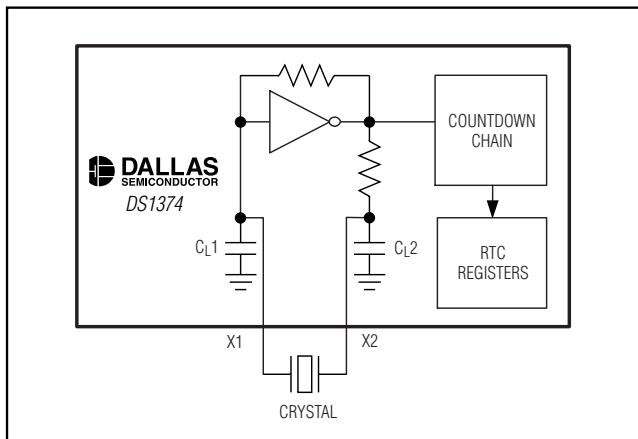 COUNTDOWN
CHAIN
DALLAS
SEMICONDUCTOR
DS1374
CL1
CL2
RTC
REGISTERS
X1
X2
CRYSTAL